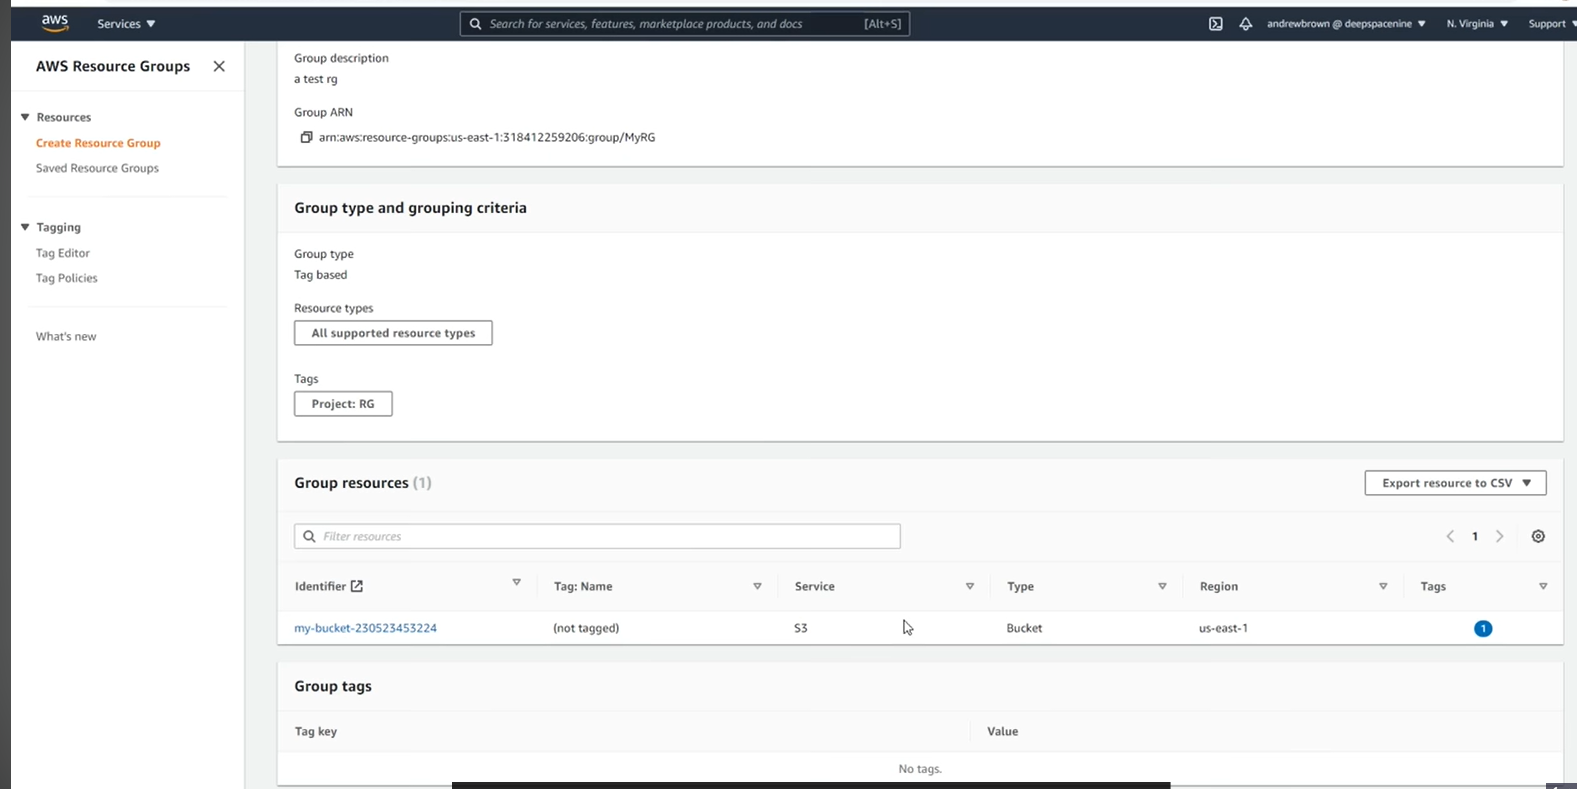 aws Services Search for services, features, marketplace products, and docs [Alt+S] andrewbrown @ deepspacenine N. Virginia Support
AWS Resource Groups
Resources
Create Resource Group
Saved Resource Groups
Tagging
Tag Editor
Tag Policies
What's new
Group description
a test rg
Group ARN
arn:aws:resource-groups:us-east-1:318412259206:group/MyRG
Group type and grouping criteria
Group type
Tag based
Resource types
All supported resource types
Tags
Project: RG
Group resources (1) Export resource to CSV
Filter resources 1
Identifier Tag: Name Service Type Region Tags
my-bucket-230523453224 (not tagged) S3 Bucket us-east-1 1
Group tags
Tag key Value
No tags.